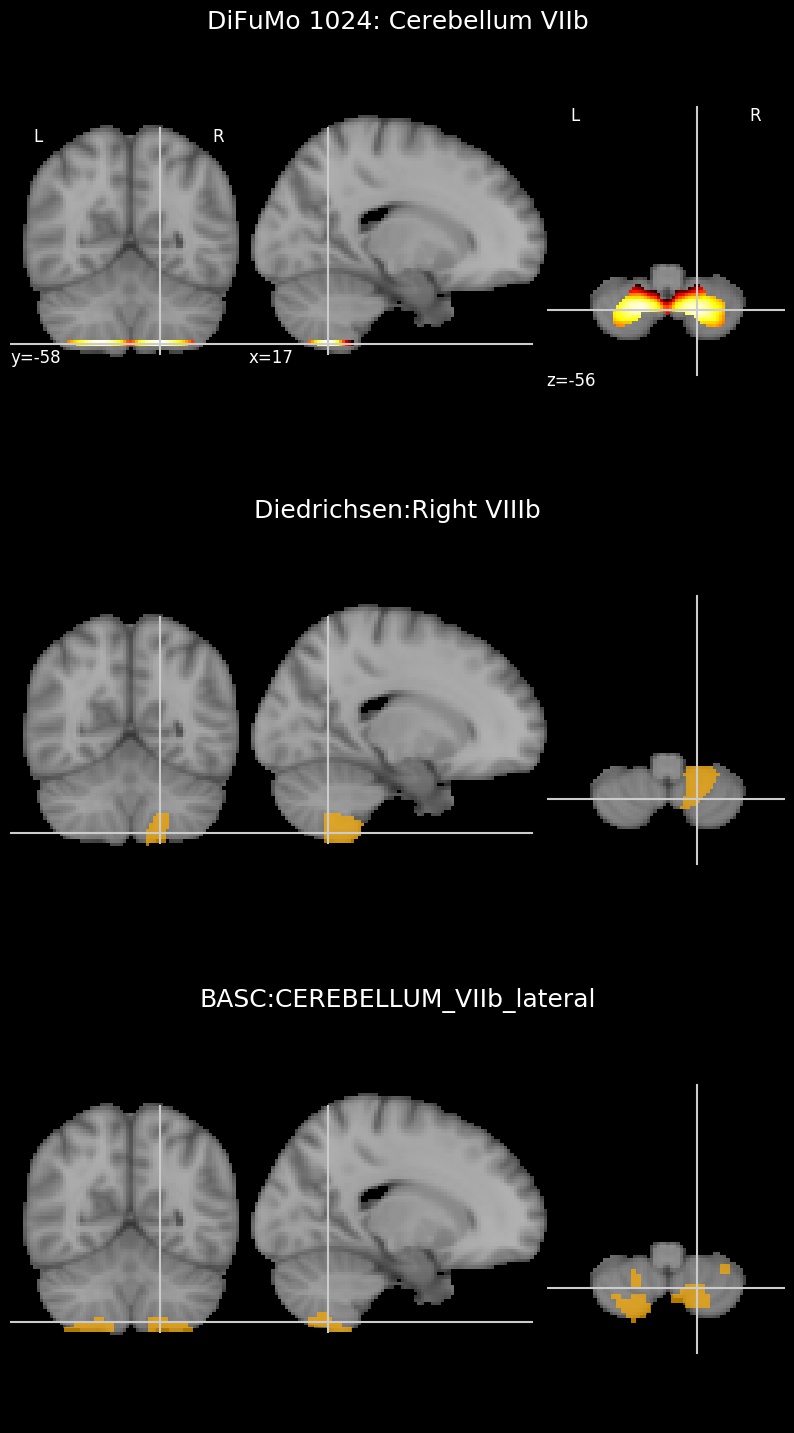 DiFuMo 1024: Cerebellum VIIb
L R
L R
y=-58 x=17
z=-56
Diedrichsen:Right VIIIb
BASC:CEREBELLUM_VIIb_lateral